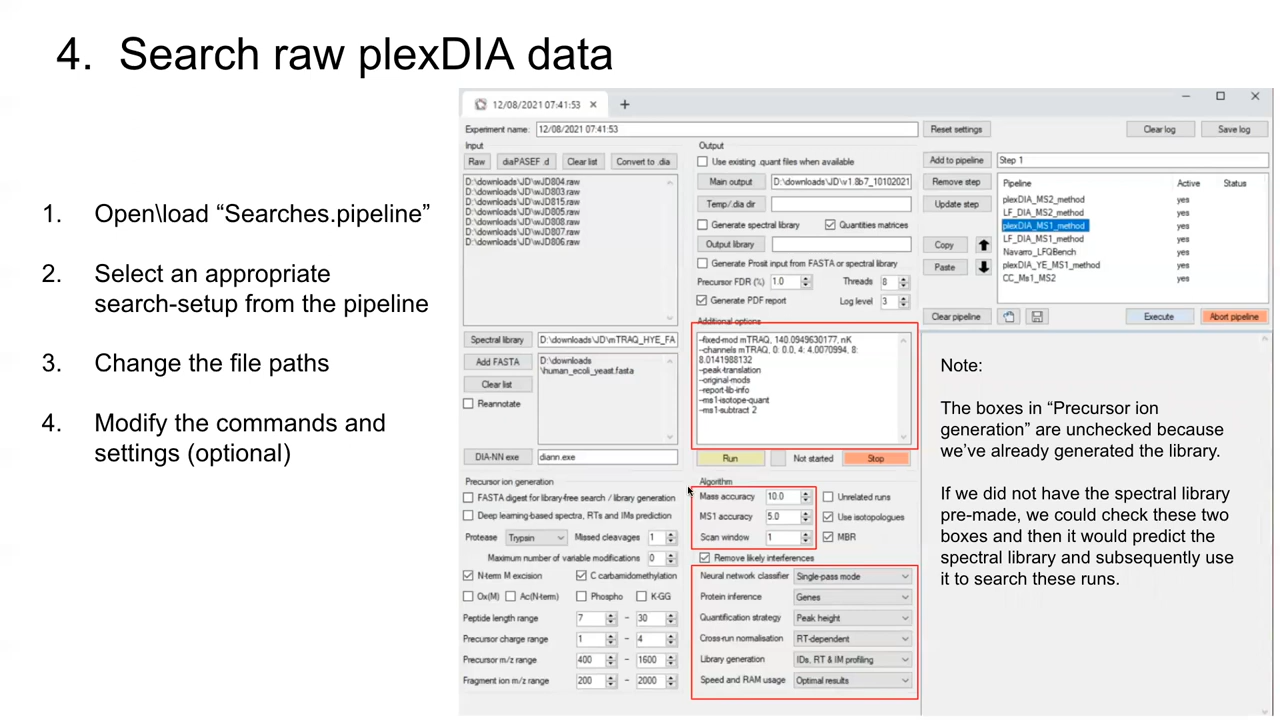 4. Search raw plexDIA data
1. Open\load “Searches.pipeline”
2. Select an appropriate
search-setup from the pipeline
3. Change the file paths
4. Modify the commands and
settings (optional)
12/08/2021 07:41:53
Experiment name: 12/08/2021 07:41:53
Input
Raw diaPASEF .d Clear list Convert to .dia
D:\downloads\JD\wJD804.raw
D:\downloads\JD\wJD803.raw
D:\downloads\JD\wJD815.raw
D:\downloads\JD\wJD805.raw
D:\downloads\JD\wJD808.raw
D:\downloads\JD\wJD807.raw
D:\downloads\JD\wJD806.raw
Spectral library D:\downloads\JD\mTRAQ_HYE_FA
Add FASTA
D:\downloads
\human_ecoli_yeast.fasta
Clear list
Reannotate
DIA-NN exe diann.exe
Precursor ion generation
FASTA digest for library-free search / library generation
Deep learning-based spectra, RTs and IMs prediction
Protease Trypsin Missed cleavages 1
Maximum number of variable modifications 0
N-term M excision C carbamidomethylation
Ox(M) Ac(N-term) Phospho K-GG
Peptide length range 7 - 30
Precursor charge range 1 - 4
Precursor m/z range 400 - 1600
Fragment ion m/z range 200 - 2000
Output
Use existing .quant files when available
Main output D:\downloads\JD\v1.8b7_10102021
Temp/.dia dir
Generate spectral library Quantities matrices
Output library
Generate Prosit input from FASTA or spectral library
Precursor FDR (%) 1.0 Threads 8
Generate PDF report Log level 3
Additional options
--fixed-mod mTRAQ, 140.0949630177, nK
--channels mTRAQ, 0: 0.0, 4: 4.0070994, 8:
8.0141988132
--peak-translation
--original-mods
--report-lib-info
--ms1-isotope-quant
--ms1-subtract 2
Run Not started Stop
Algorithm
Mass accuracy 10.0 Unrelated runs
MS1 accuracy 5.0 Use isotopologues
Scan window 1 MBR
Remove likely interferences
Neural network classifier Single-pass mode
Protein inference Genes
Quantification strategy Peak height
Cross-run normalisation RT-dependent
Library generation IDs, RT & IM profiling
Speed and RAM usage Optimal results
Reset settings Clear log Save log
Add to pipeline Step 1
Remove step
Update step
Copy
Paste
Pipeline Active Status
plexDIA_MS2_method yes
LF_DIA_MS2_method yes
plexDIA_MS1_method yes
LF_DIA_MS1_method yes
Navarro_LFQBench yes
plexDIA_YE_MS1_method yes
CC_Ms1_MS2 yes
Clear pipeline Execute Abort pipeline
Note:
The boxes in “Precursor ion
generation” are unchecked because
we’ve already generated the library.
If we did not have the spectral library
pre-made, we could check these two
boxes and then it would predict the
spectral library and subsequently use
it to search these runs.